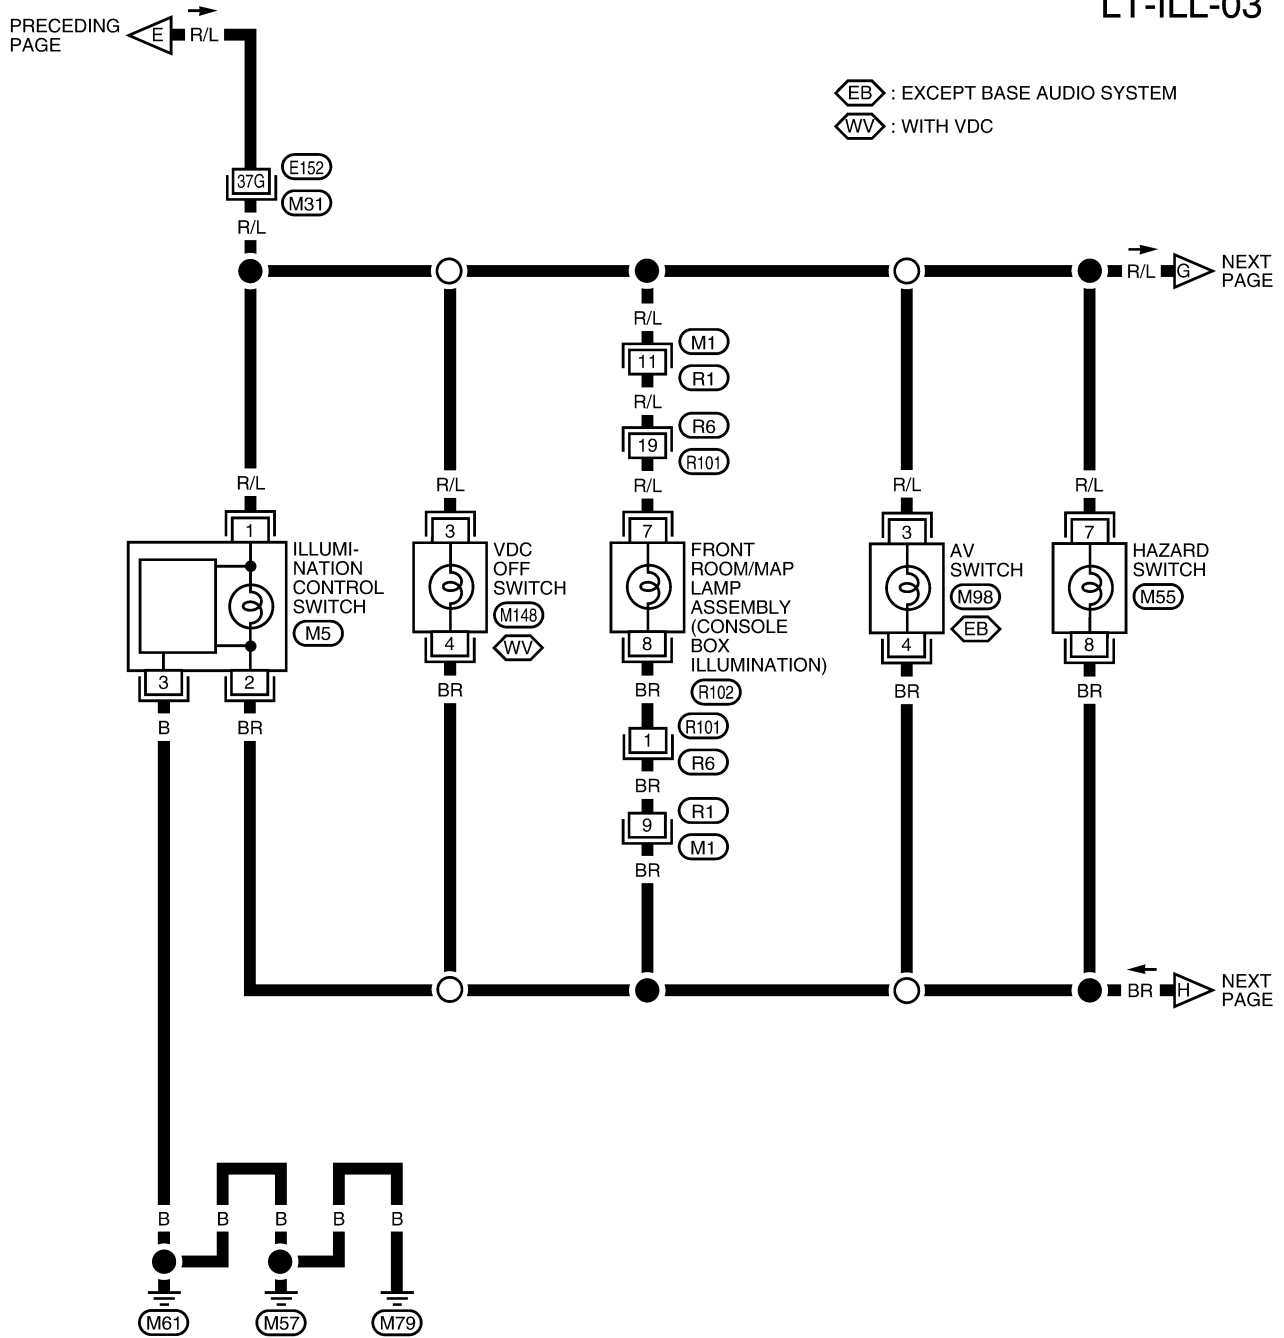 LT-ILL-03
PRECEDING
PAGE
E
R/L
EB : EXCEPT BASE AUDIO SYSTEM
WV : WITH VDC
37G
E152
M31
R/L
R/L
G
NEXT
PAGE
R/L
11
M1
R1
R/L
19
R6
R101
R/L
R/L
R/L
R/L
R/L
1
ILLUMI-
NATION
CONTROL
SWITCH
M5
3
2
3
VDC
OFF
SWITCH
M148
WV
4
7
FRONT
ROOM/MAP
LAMP
ASSEMBLY
(CONSOLE
BOX
ILLUMINATION)
R102
8
3
AV
SWITCH
M98
EB
4
7
HAZARD
SWITCH
M55
8
B
BR
BR
BR
BR
BR
1
R101
R6
BR
9
R1
M1
BR
BR
H
NEXT
PAGE
B
B
B
B
B
M61
M57
M79